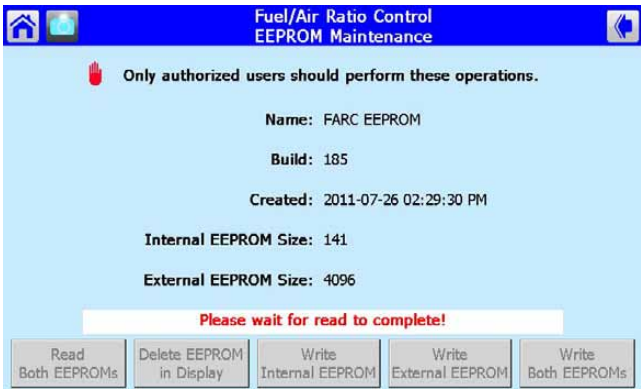 Fuel/Air Ratio Control
EEPROM Maintenance
Only authorized users should perform these operations.
Name: FARC EEPROM
Build: 185
Created: 2011-07-26 02:29:30 PM
Internal EEPROM Size: 141
External EEPROM Size: 4096
Please wait for read to complete!
Read
Both EEPROMs
Delete EEPROM
in Display
Write
Internal EEPROM
Write
External EEPROM
Write
Both EEPROMs